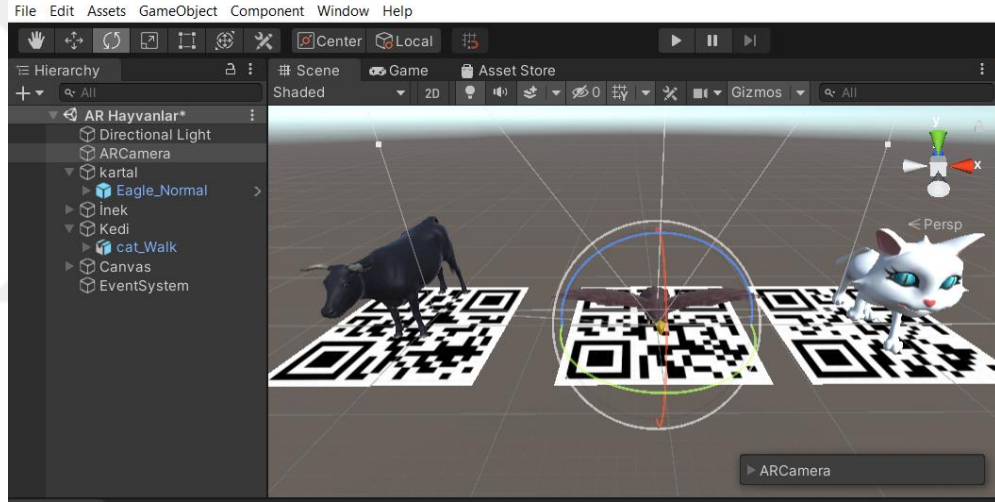 File Edit Assets GameObject Component Window Help
Center Local
Hierarchy
All
AR Hayvanlar*
Directional Light
ARCamera
kartal
Eagle_Normal
İnek
Kedi
cat_Walk
Canvas
EventSystem
Scene Game Asset Store
Shaded 2D 0 Gizmos All
y
x
Persp
ARCamera